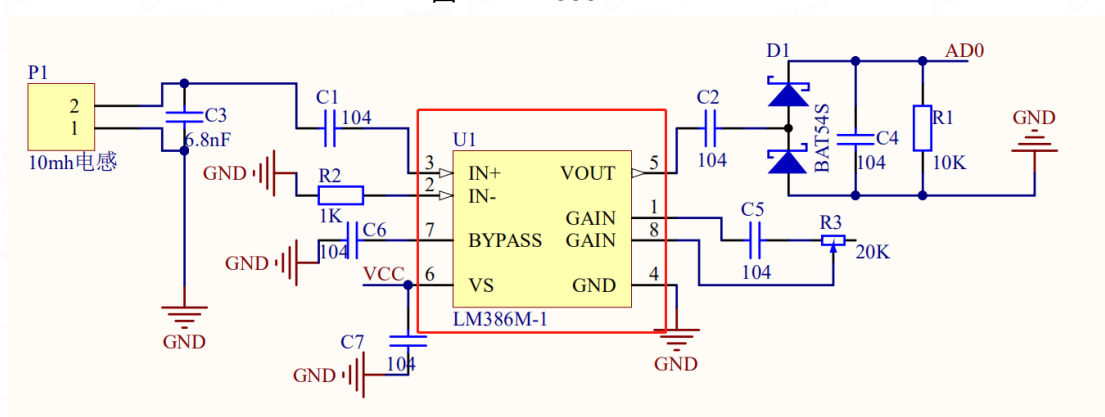 P1
2
1
10mh电感
C3
6.8nF
C1
104
GND
R2
1K
C6
104
GND
VCC
C7
104
GND
GND
U1
3
IN+
2
IN-
7
BYPASS
6
VS
VOUT
5
GAIN
1
GAIN
8
GND
4
LM386M-1
GND
C2
104
C5
104
R3
20K
D1
BAT54S
C4
104
R1
10K
AD0
GND